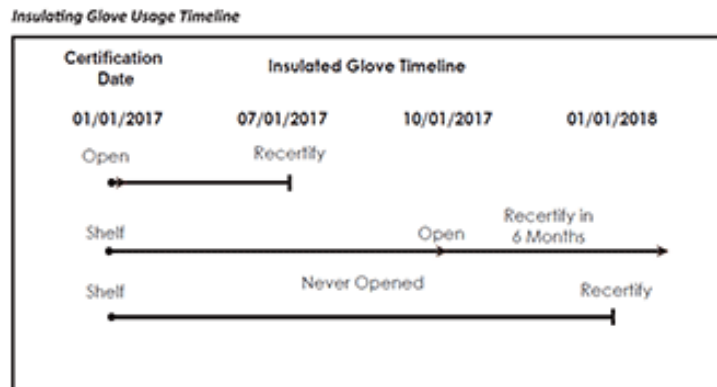 Insulating Glove Usage Timeline
Certification Date
Insulated Glove Timeline
01/01/2017 07/01/2017 10/01/2017 01/01/2018
Open Recertify
Shelf Open Recertify in 6 Months
Never Opened
Shelf Recertify